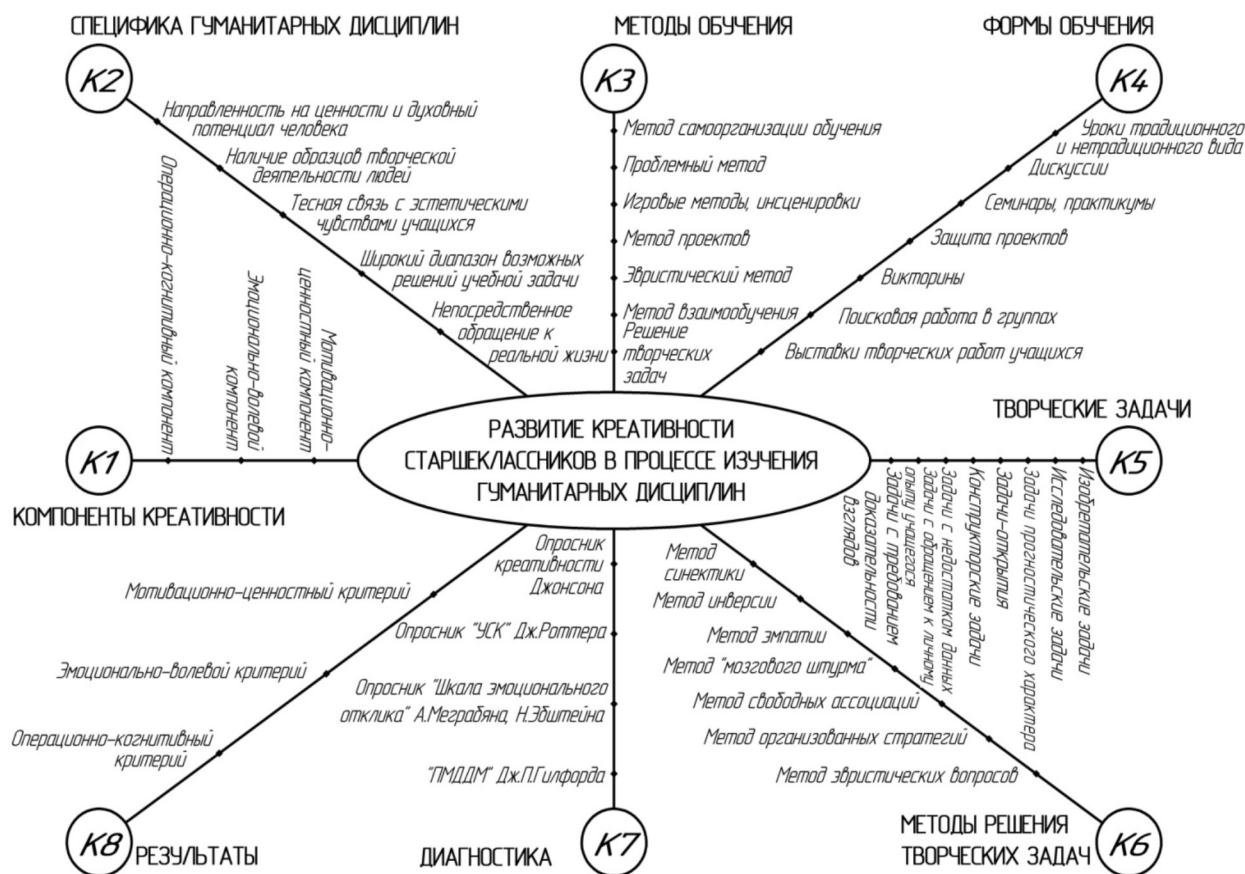 СПЕЦИФИКА ГУМАНИТАРНЫХ ДИСЦИПЛИН
К2
Направленность на ценности и духовный
потенциал человека
Наличие образцов творческой
деятельности людей
Тесная связь с эстетическими
чувствами учащихся
Широкий диапазон возможных
решений учебной задачи
Непосредственное
обращение к
реальной жизни
МЕТОДЫ ОБУЧЕНИЯ
К3
Метод самоорганизации обучения
Проблемный метод
Игровые методы, инсценировки
Метод проектов
Эвристический метод
Метод взаимообучения
Решение
творческих
задач
ФОРМЫ ОБУЧЕНИЯ
К4
Уроки традиционного
и нетрадиционного вида
Дискуссии
Семинары, практикумы
Защита проектов
Викторины
Поисковая работа в группах
Выставки творческих работ учащихся
К1
КОМПОНЕНТЫ КРЕАТИВНОСТИ
Операционно-когнитивный компонент
Эмоционально-волевой
компонент
Мотивационно-
ценностный компонент
РАЗВИТИЕ КРЕАТИВНОСТИ
СТАРШЕКЛАССНИКОВ В ПРОЦЕССЕ ИЗУЧЕНИЯ
ГУМАНИТАРНЫХ ДИСЦИПЛИН
ТВОРЧЕСКИЕ ЗАДАЧИ
К5
Изобретательские задачи
Исследовательские задачи
Задачи прогностического характера
Задачи-открытия
Конструкторские задачи
Задачи с недостатком данных
Задачи с обращением к личному
опыту учащегося
Задачи с требованием
доказательности
взглядов
Мотивационно-ценностный критерий
Эмоционально-волевой критерий
Операционно-когнитивный
критерий
К8
РЕЗУЛЬТАТЫ
Опросник
креативности
Джонсона
Опросник "УСК" Дж.Роттера
Опросник "Шкала эмоционального
отклика" А.Меграбяна, Н.Эбштейна
"ПМДДМ" Дж.П.Гилфорда
ДИАГНОСТИКА
К7
Метод
синектики
Метод инверсии
Метод эмпатии
Метод "мозгового штурма"
Метод свободных ассоциаций
Метод организованных стратегий
Метод эвристических вопросов
МЕТОДЫ РЕШЕНИЯ
ТВОРЧЕСКИХ ЗАДАЧ
К6